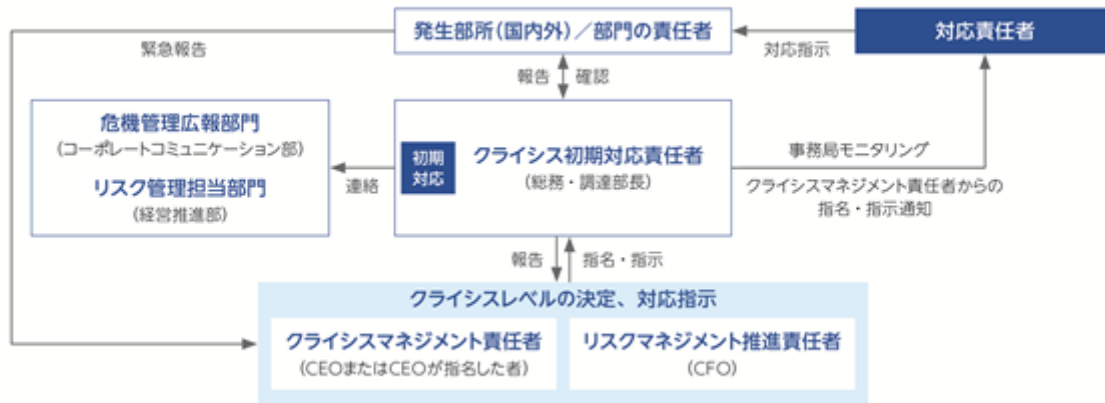 発生部所(国内外)／部門の責任者
対応責任者
緊急報告
対応指示
報告
確認
危機管理広報部門
(コーポレートコミュニケーション部)
リスク管理担当部門
(経営推進部)
連絡
初期
対応
クライシス初期対応責任者
(総務・調達部長)
事務局モニタリング
クライシスマネジメント責任者からの
指名・指示通知
報告
指名・指示
クライシスレベルの決定、対応指示
クライシスマネジメント責任者
(CEOまたはCEOが指名した者)
リスクマネジメント推進責任者
(CFO)